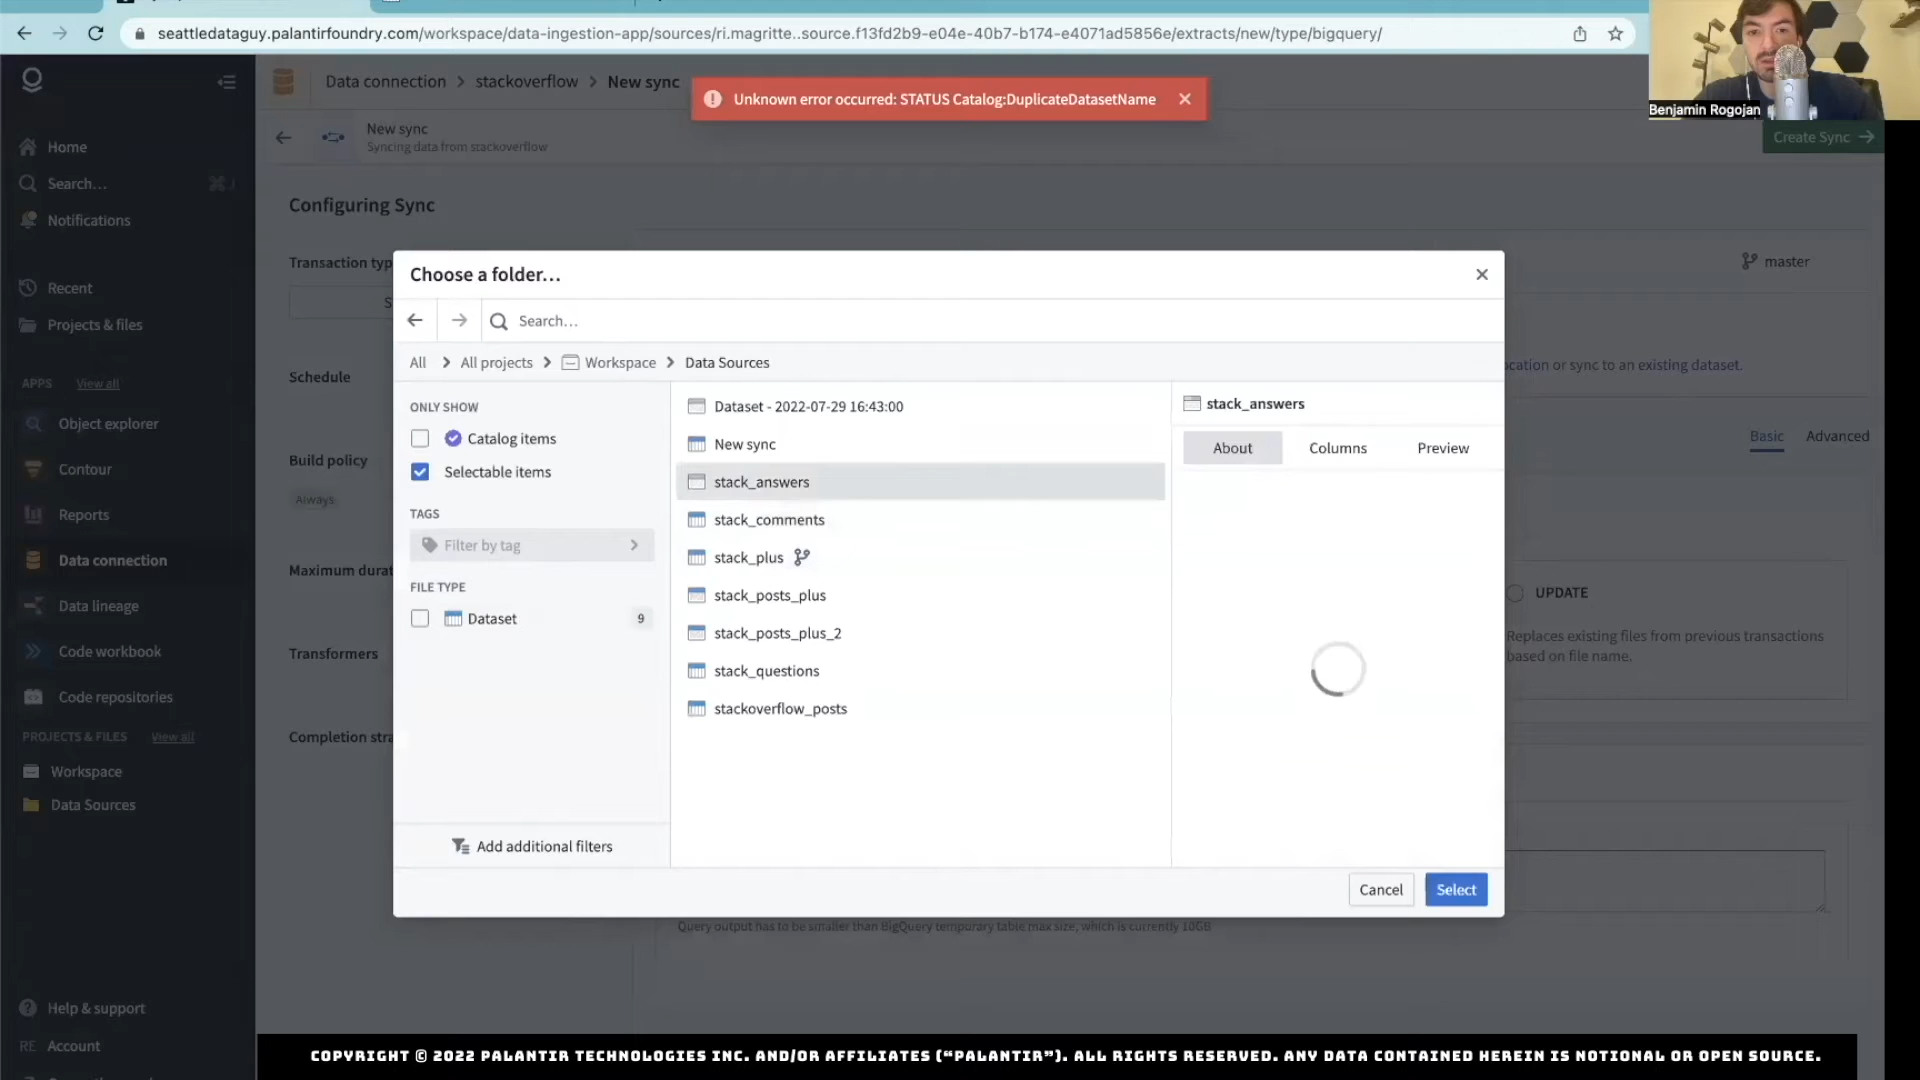 seattledataguy.palantirfoundry.com/workspace/data-ingestion-app/sources/ri.magritte..source.f13fd2b9-e04e-40b7-b174-e4071ad5856e/extracts/new/type/bigquery/
Benjamin Rogojan
Data connection > stackoverflow > New sync
Unknown error occurred: STATUS Catalog:DuplicateDatasetName
New sync
Syncing data from stackoverflow
Create Sync
Home
Search…
Notifications
Recent
Projects & files
APPS View all
Object explorer
Contour
Reports
Data connection
Data lineage
Code workbook
Code repositories
PROJECTS & FILES View all
Workspace
Data Sources
Help & support
RE Account
Configuring Sync
Transaction typ
master
Schedule
ocation or sync to an existing dataset.
Basic Advanced
Build policy
Always
Maximum durat
UPDATE
Replaces existing files from previous transactions
based on file name.
Transformers
Completion stra
Choose a folder…
Search…
All > All projects > Workspace > Data Sources
ONLY SHOW
Catalog items
Selectable items
TAGS
Filter by tag
FILE TYPE
Dataset 9
Add additional filters
Dataset - 2022-07-29 16:43:00
New sync
stack_answers
stack_comments
stack_plus
stack_posts_plus
stack_posts_plus_2
stack_questions
stackoverflow_posts
stack_answers
About Columns Preview
Cancel Select
Query output has to be smaller than BigQuery temporary table max size, which is currently 10GB
COPYRIGHT © 2022 PALANTIR TECHNOLOGIES INC. AND/OR AFFILIATES (“PALANTIR”). ALL RIGHTS RESERVED. ANY DATA CONTAINED HEREIN IS NOTIONAL OR OPEN SOURCE.